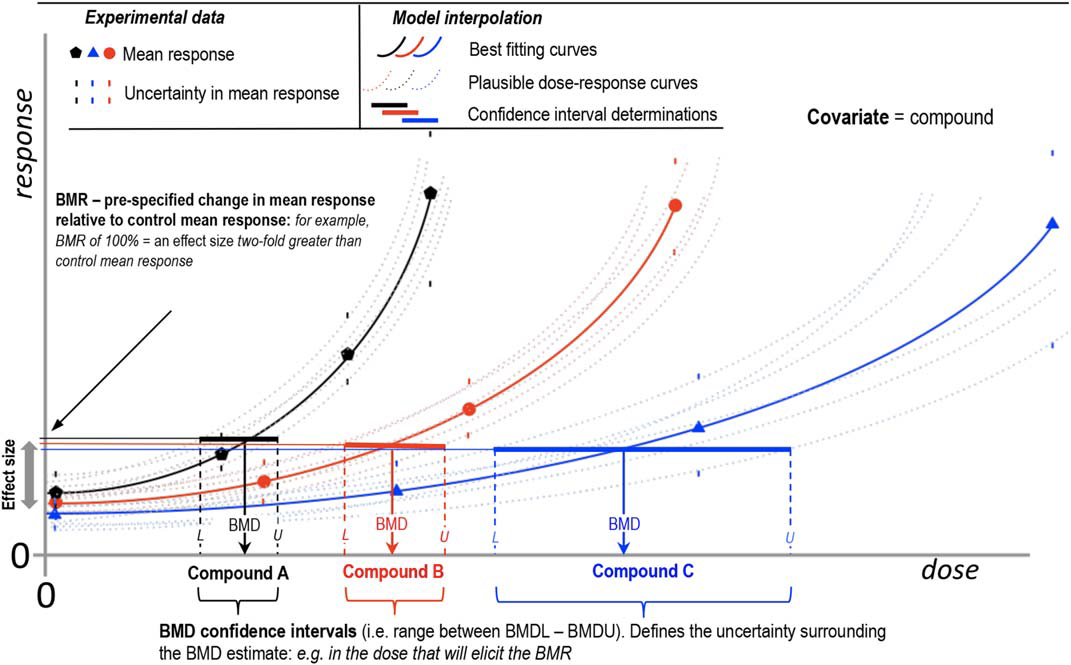 Experimental data
Mean response
Uncertainty in mean response
Model interpolation
Best fitting curves
Plausible dose-response curves
Confidence interval determinations
Covariate = compound
response
BMR – pre-specified change in mean response
relative to control mean response: for example,
BMR of 100% = an effect size two-fold greater than
control mean response
Effect size
L BMD U
L BMD U
L BMD U
0
0
Compound A
Compound B
Compound C
dose
BMD confidence intervals (i.e. range between BMDL – BMDU). Defines the uncertainty surrounding
the BMD estimate: e.g. in the dose that will elicit the BMR